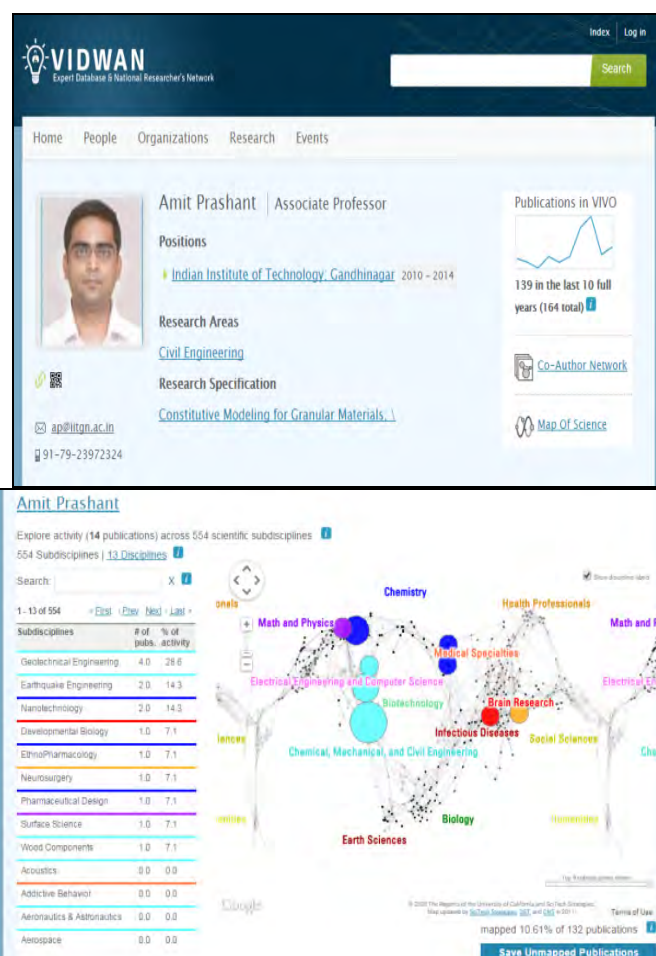 Index Log in
VIDWAN
Expert Database & National Researcher's Network
Search
Home People Organizations Research Events
Amit Prashant | Associate Professor
Positions
Indian Institute of Technology, Gandhinagar 2010 - 2014
Research Areas
Civil Engineering
Research Specification
Constitutive Modeling for Granular Materials, \
ap@iitgn.ac.in
91-79-23972324
Publications in VIVO
139 in the last 10 full
years (164 total)
Co-Author Network
Map Of Science
Amit Prashant
Explore activity (14 publications) across 554 scientific subdisciplines
554 Subdisciplines | 13 Disciplines
Search: X
1 - 13 of 554 « First ‹ Prev Next › Last »
Subdisciplines # of pubs. % of activity
Geotechnical Engineering 4.0 28.6
Earthquake Engineering 2.0 14.3
Nanotechnology 2.0 14.3
Developmental Biology 1.0 7.1
EthnoPharmacology 1.0 7.1
Neurosurgery 1.0 7.1
Pharmaceutical Design 1.0 7.1
Surface Science 1.0 7.1
Wood Components 1.0 7.1
Acoustics 0.0 0.0
Addictive Behavior 0.0 0.0
Aeronautics & Astronautics 0.0 0.0
Aerospace 0.0 0.0
Show discipline labels
onals
Chemistry
Health Professionals
Math and Physics
Math and F
Medical Specialties
Electrical Engineering and Computer Science
Electrical En
Biotechnology
Brain Research
iences
Infectious Diseases
Social Sciences
Chemical, Mechanical, and Civil Engineering
Che
Biology
Humanities
Earth Sciences
Google
Terms of Use
mapped 10.61% of 132 publications
Save Unmapped Publications